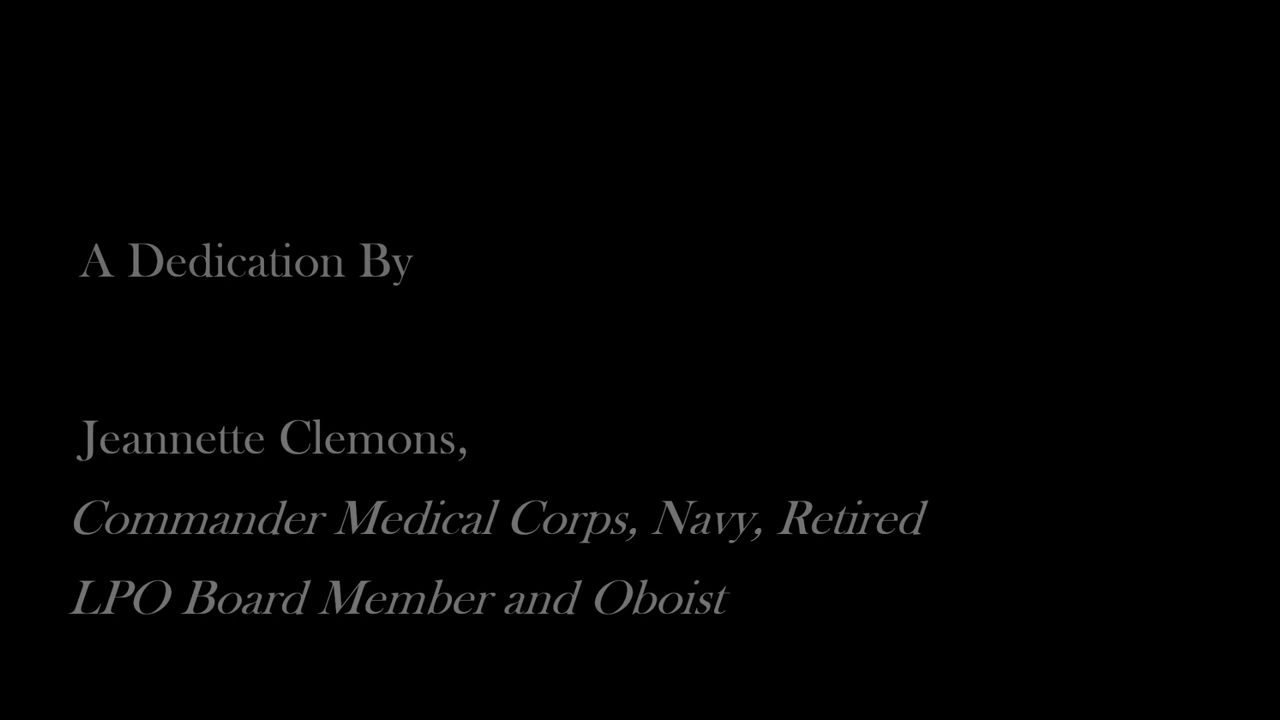 A Dedication By
Jeannette Clemons,
Commander Medical Corps, Navy, Retired
LPO Board Member and Oboist